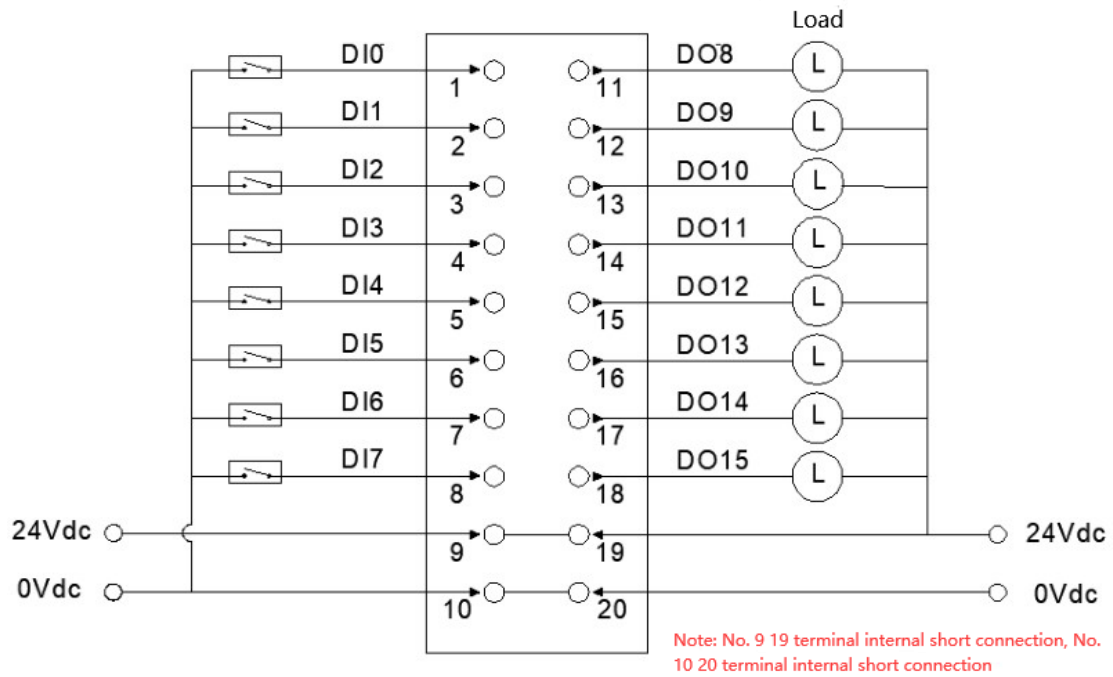 Load
DI0 1 11 DO8 L
DI1 2 12 DO9 L
DI2 3 13 DO10 L
DI3 4 14 DO11 L
DI4 5 15 DO12 L
DI5 6 16 DO13 L
DI6 7 17 DO14 L
DI7 8 18 DO15 L
24Vdc 9 19 24Vdc
0Vdc 10 20 0Vdc
Note: No. 9 19 terminal internal short connection, No.
10 20 terminal internal short connection